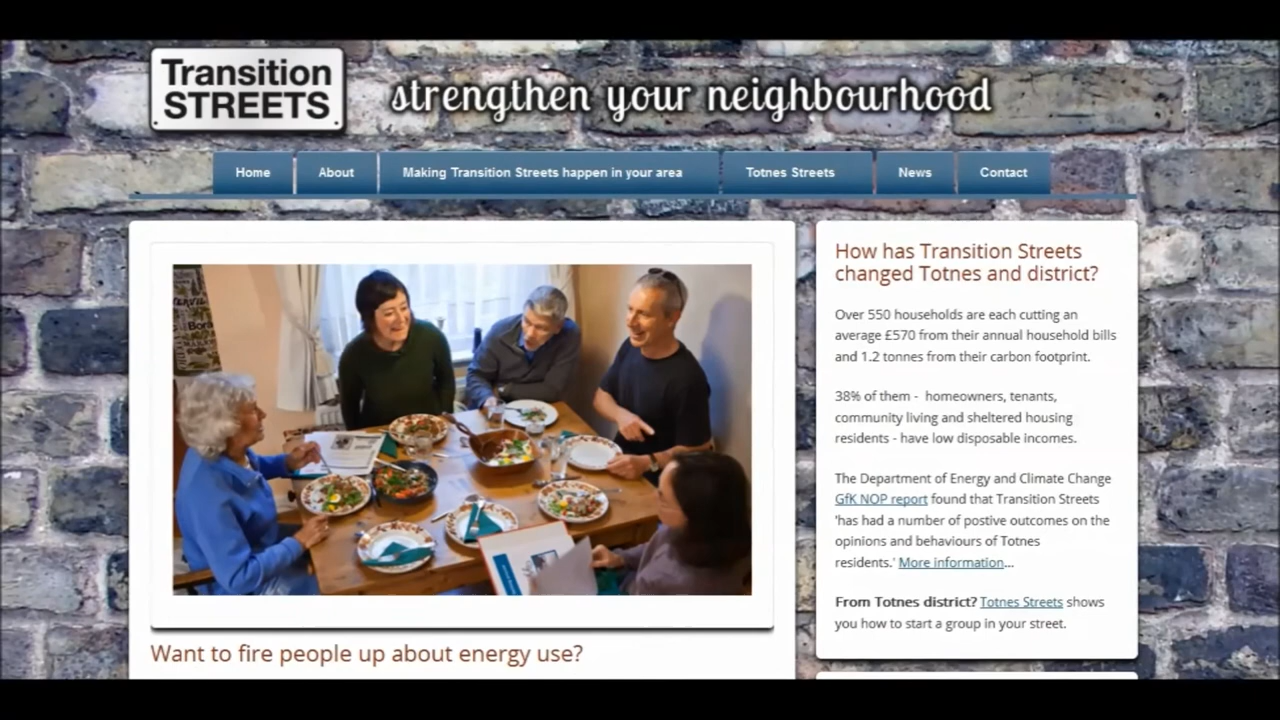 Transition
STREETS
strengthen your neighbourhood
Home
About
Making Transition Streets happen in your area
Totnes Streets
News
Contact
How has Transition Streets
changed Totnes and district?
Over 550 households are each cutting an
average £570 from their annual household bills
and 1.2 tonnes from their carbon footprint.
38% of them - homeowners, tenants,
community living and sheltered housing
residents - have low disposable incomes.
The Department of Energy and Climate Change
GfK NOP report found that Transition Streets
'has had a number of postive outcomes on the
opinions and behaviours of Totnes
residents.' More information...
From Totnes district? Totnes Streets shows
you how to start a group in your street.
Want to fire people up about energy use?